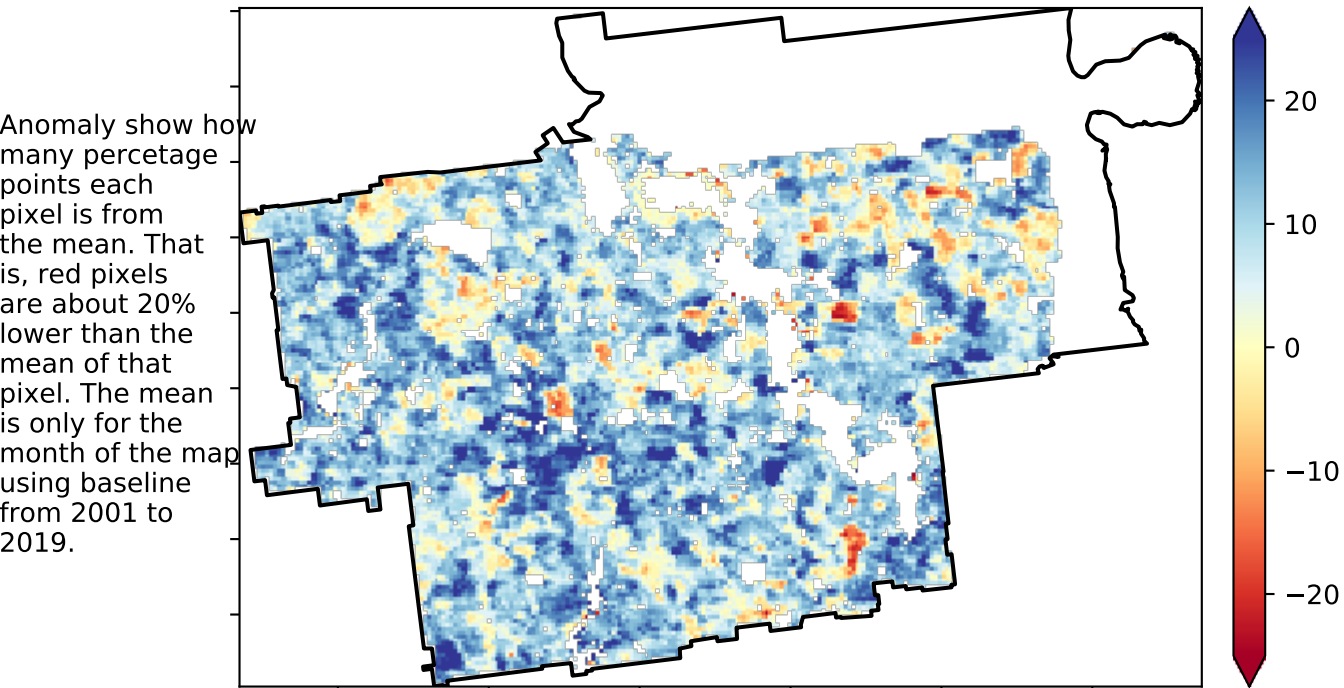 Anomaly show how
many percetage
points each
pixel is from
the mean. That
is, red pixels
are about 20%
lower than the
mean of that
pixel. The mean
is only for the
month of the map
using baseline
from 2001 to
2019.
20
10
0
−10
−20